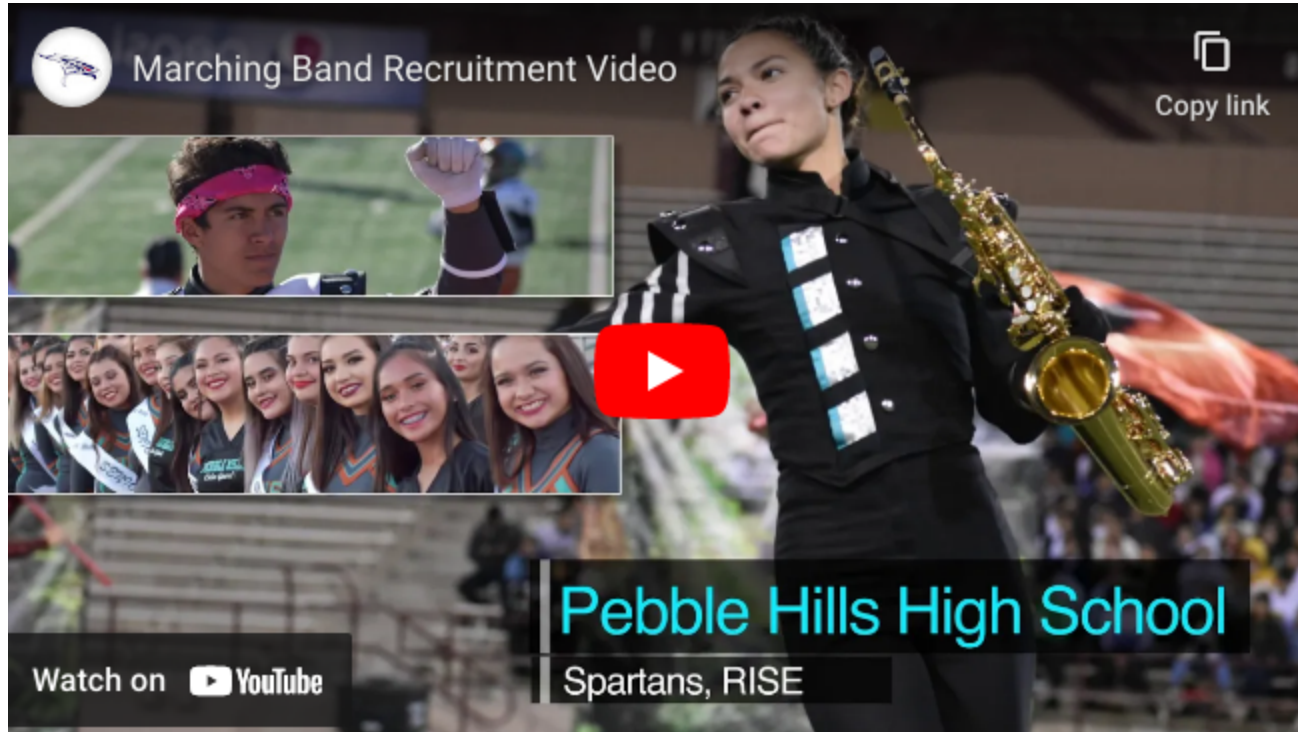 Marching Band Recruitment Video
Copy link
Pebble Hills High School
Spartans, RISE
Watch on YouTube